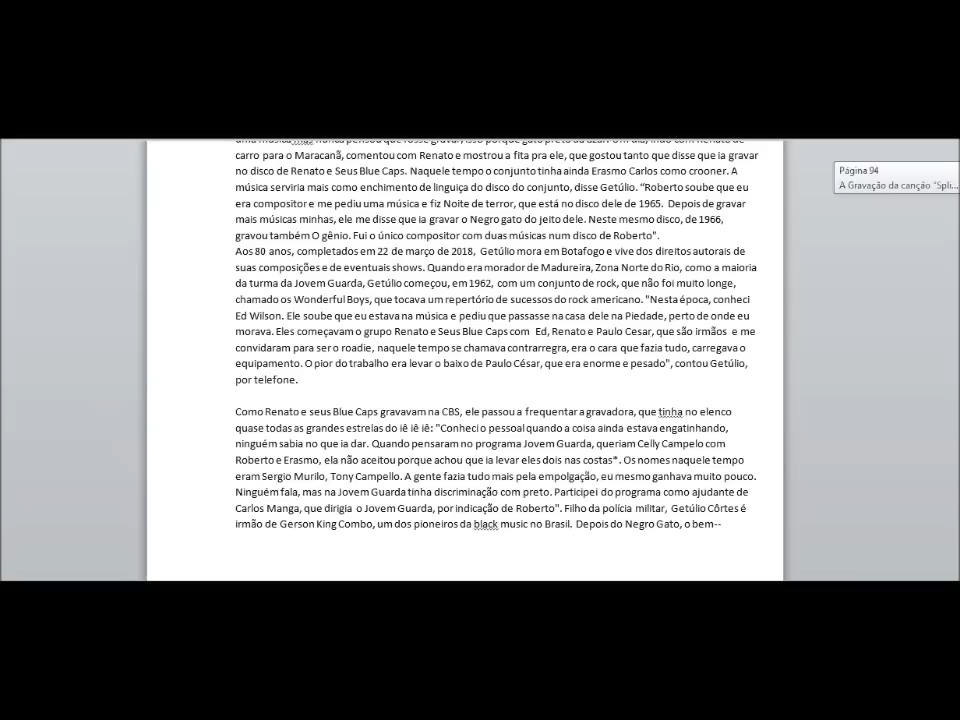 carro para o Maracanã, comentou com Renato e mostrou a fita pra ele, que gostou tanto que disse que ia gravar
no disco de Renato e Seus Blue Caps. Naquele tempo o conjunto tinha ainda Erasmo Carlos como crooner. A
música serviria mais como enchimento de linguiça do disco do conjunto, disse Getúlio. "Roberto soube que eu
era compositor e me pediu uma música e fiz Noite de terror, que está no disco dele de 1965. Depois de gravar
mais músicas minhas, ele me disse que ia gravar o Negro gato do jeito dele. Neste mesmo disco, de 1966,
gravou também O gênio. Fui o único compositor com duas músicas num disco de Roberto".
Aos 80 anos, completados em 22 de março de 2018, Getúlio mora em Botafogo e vive dos direitos autorais de
suas composições e de eventuais shows. Quando era morador de Madureira, Zona Norte do Rio, como a maioria
da turma da Jovem Guarda, Getúlio começou, em 1962, com um conjunto de rock, que não foi muito longe,
chamado os Wonderful Boys, que tocava um repertório de sucessos do rock americano. "Nesta época, conheci
Ed Wilson. Ele soube que eu estava na música e pediu que passasse na casa dele na Piedade, perto de onde eu
morava. Eles começavam o grupo Renato e Seus Blue Caps com Ed, Renato e Paulo Cesar, que são irmãos e me
convidaram para ser o roadie, naquele tempo se chamava contrarregra, era o cara que fazia tudo, carregava o
equipamento. O pior do trabalho era levar o baixo de Paulo César, que era enorme e pesado", contou Getúlio,
por telefone.
Como Renato e seus Blue Caps gravavam na CBS, ele passou a frequentar a gravadora, que tinha no elenco
quase todas as grandes estrelas do iê iê iê: "Conheci o pessoal quando a coisa ainda estava engatinhando,
ninguém sabia no que ia dar. Quando pensaram no programa Jovem Guarda, queriam Celly Campelo com
Roberto e Erasmo, ela não aceitou porque achou que ia levar eles dois nas costas*. Os nomes naquele tempo
eram Sergio Murilo, Tony Campello. A gente fazia tudo mais pela empolgação, eu mesmo ganhava muito pouco.
Ninguém fala, mas na Jovem Guarda tinha discriminação com preto. Participei do programa como ajudante de
Carlos Manga, que dirigia o Jovem Guarda, por indicação de Roberto". Filho da polícia militar, Getúlio Côrtes é
irmão de Gerson King Combo, um dos pioneiros da black music no Brasil. Depois do Negro Gato, o bem--
Página 94
A Gravação da canção "Spli...